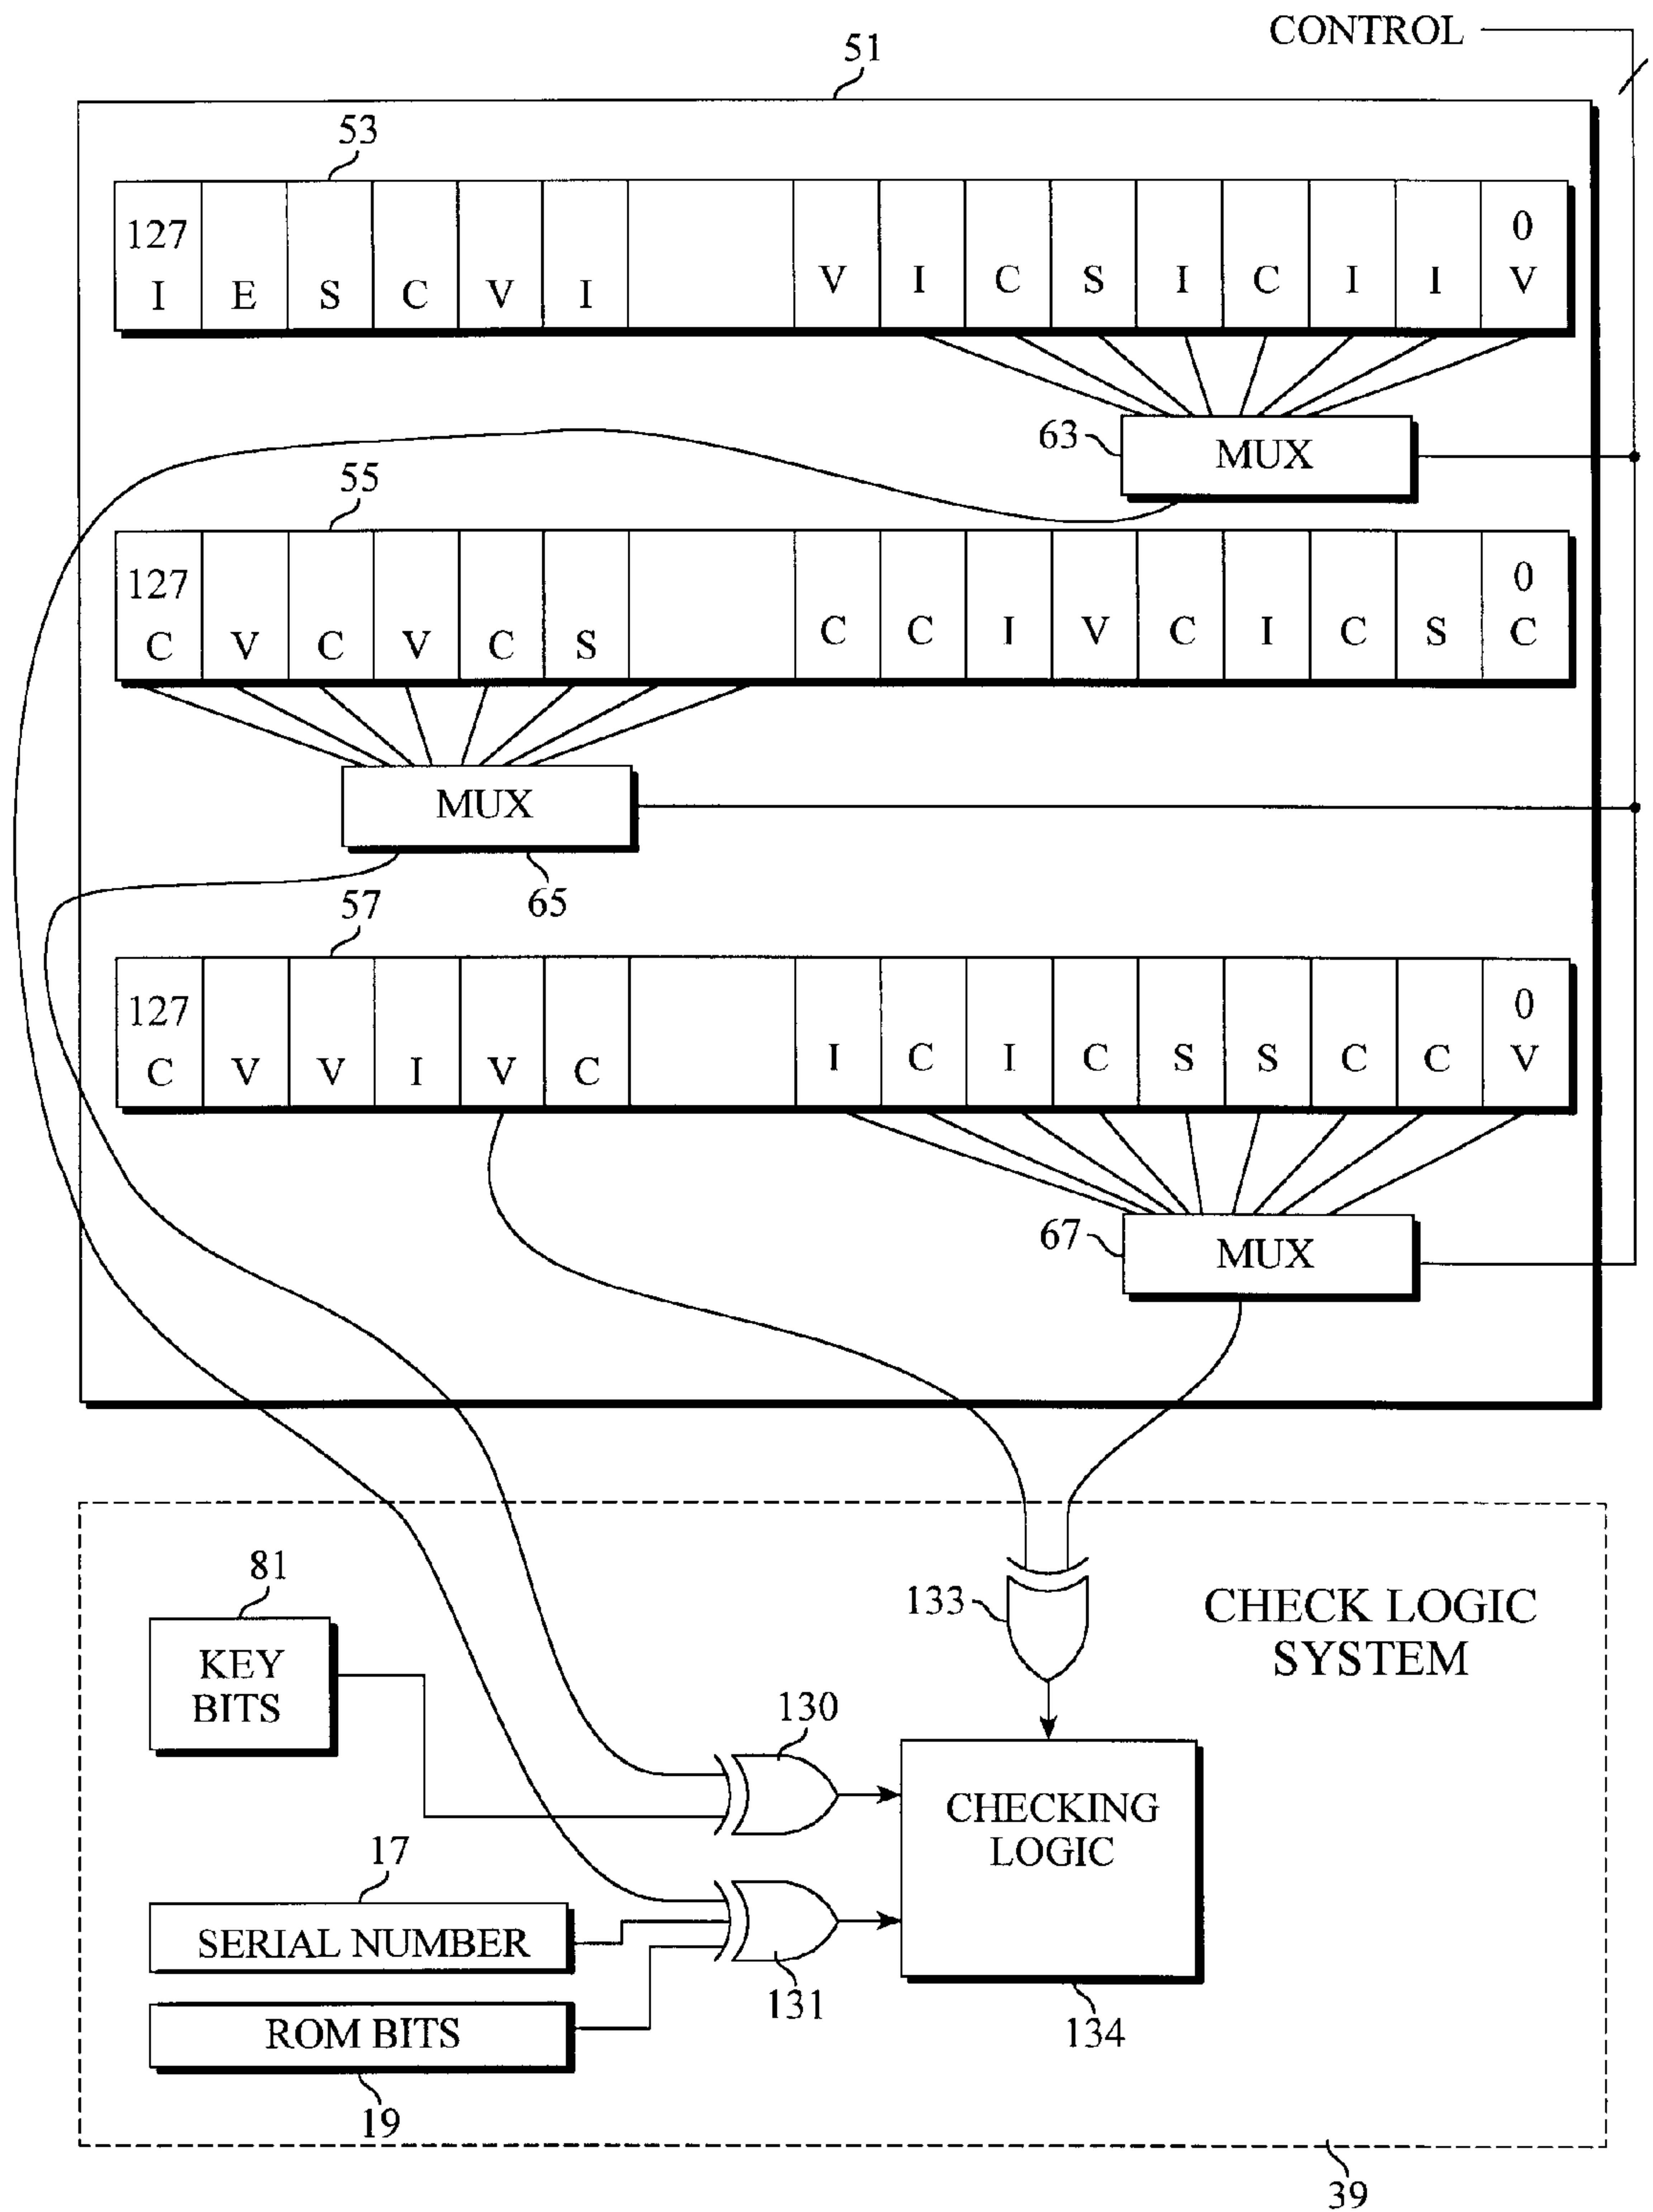 CONTROL
51
53
127 0
I E S C V I V I C S I C I I V
63 MUX
55
127 0
C V C V C S C C I V C I C S C
MUX
65
57
127 0
C V V I V C I C I C S S C C V
67 MUX
81
KEY
BITS
133
CHECK LOGIC
SYSTEM
130
CHECKING
LOGIC
17
SERIAL NUMBER
131
134
ROM BITS
19
39